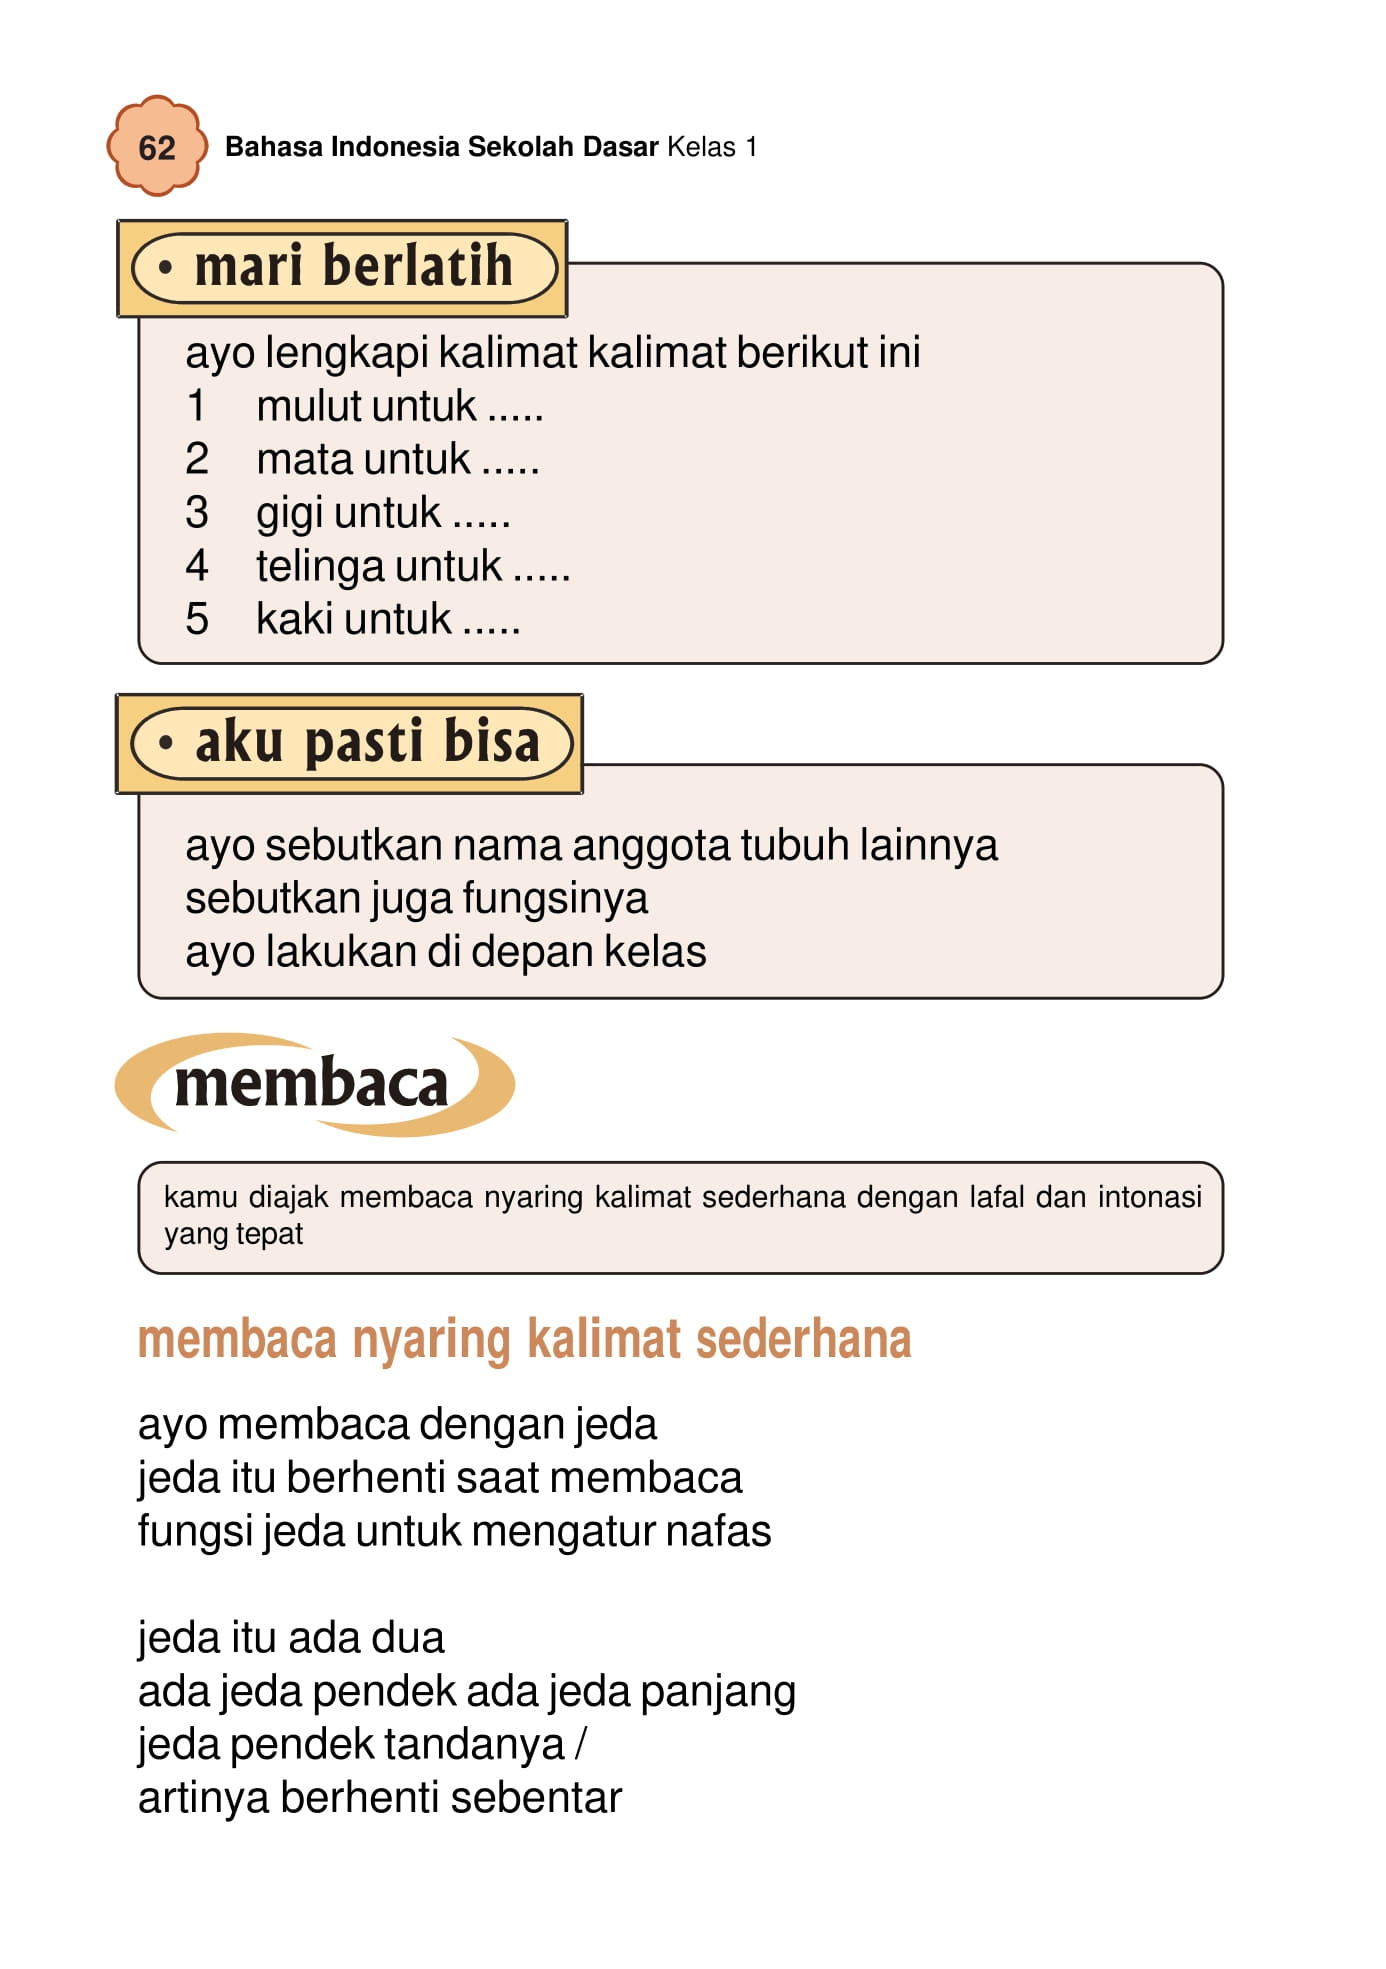 62
Bahasa Indonesia Sekolah Dasar Kelas 1
• mari berlatih
ayo lengkapi kalimat kalimat berikut ini
1 mulut untuk .....
2 mata untuk .....
3 gigi untuk .....
4 telinga untuk .....
5 kaki untuk .....
• aku pasti bisa
ayo sebutkan nama anggota tubuh lainnya
sebutkan juga fungsinya
ayo lakukan di depan kelas
membaca
kamu diajak membaca nyaring kalimat sederhana dengan lafal dan intonasi
yang tepat
membaca nyaring kalimat sederhana
ayo membaca dengan jeda
jeda itu berhenti saat membaca
fungsi jeda untuk mengatur nafas
jeda itu ada dua
ada jeda pendek ada jeda panjang
jeda pendek tandanya /
artinya berhenti sebentar